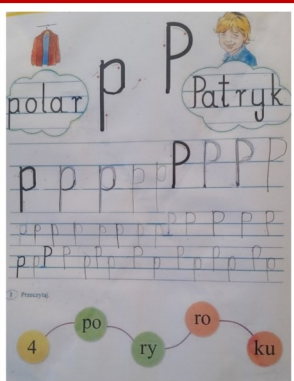 p P
polar Patryk
p p p p p P P P P
p p p p p p p p P P P P P
p p P p p p p p p p p p p p
Przeczytaj.
4 po ry ro ku